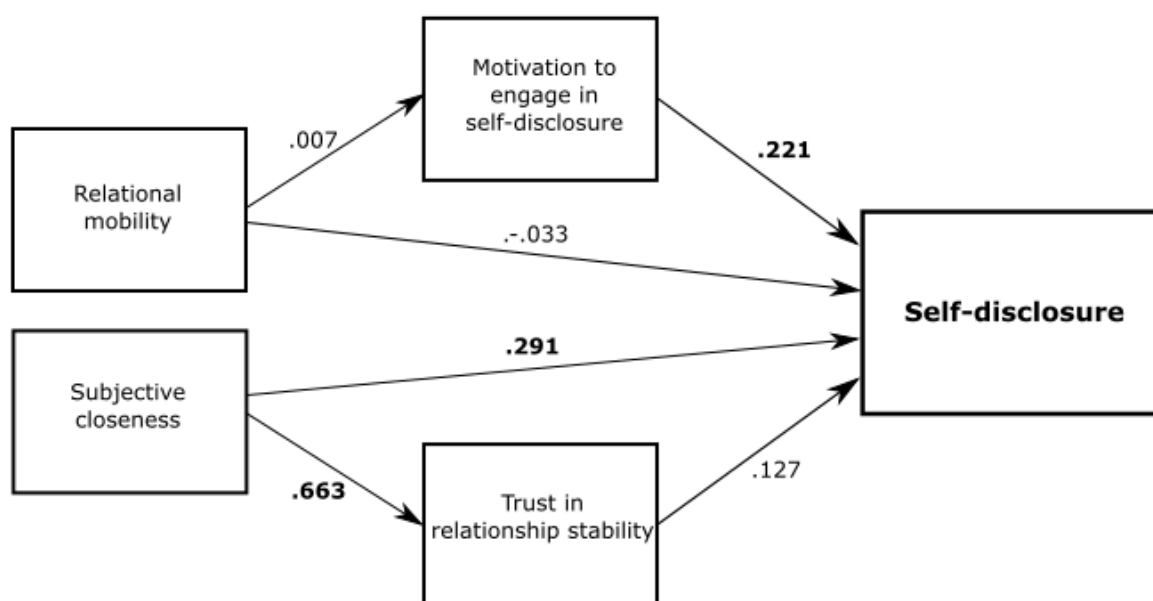 Motivation to
engage in
self-disclosure
.007
.221
Relational
mobility
.-.033
Self-disclosure
.291
Subjective
closeness
.663
.127
Trust in
relationship stability